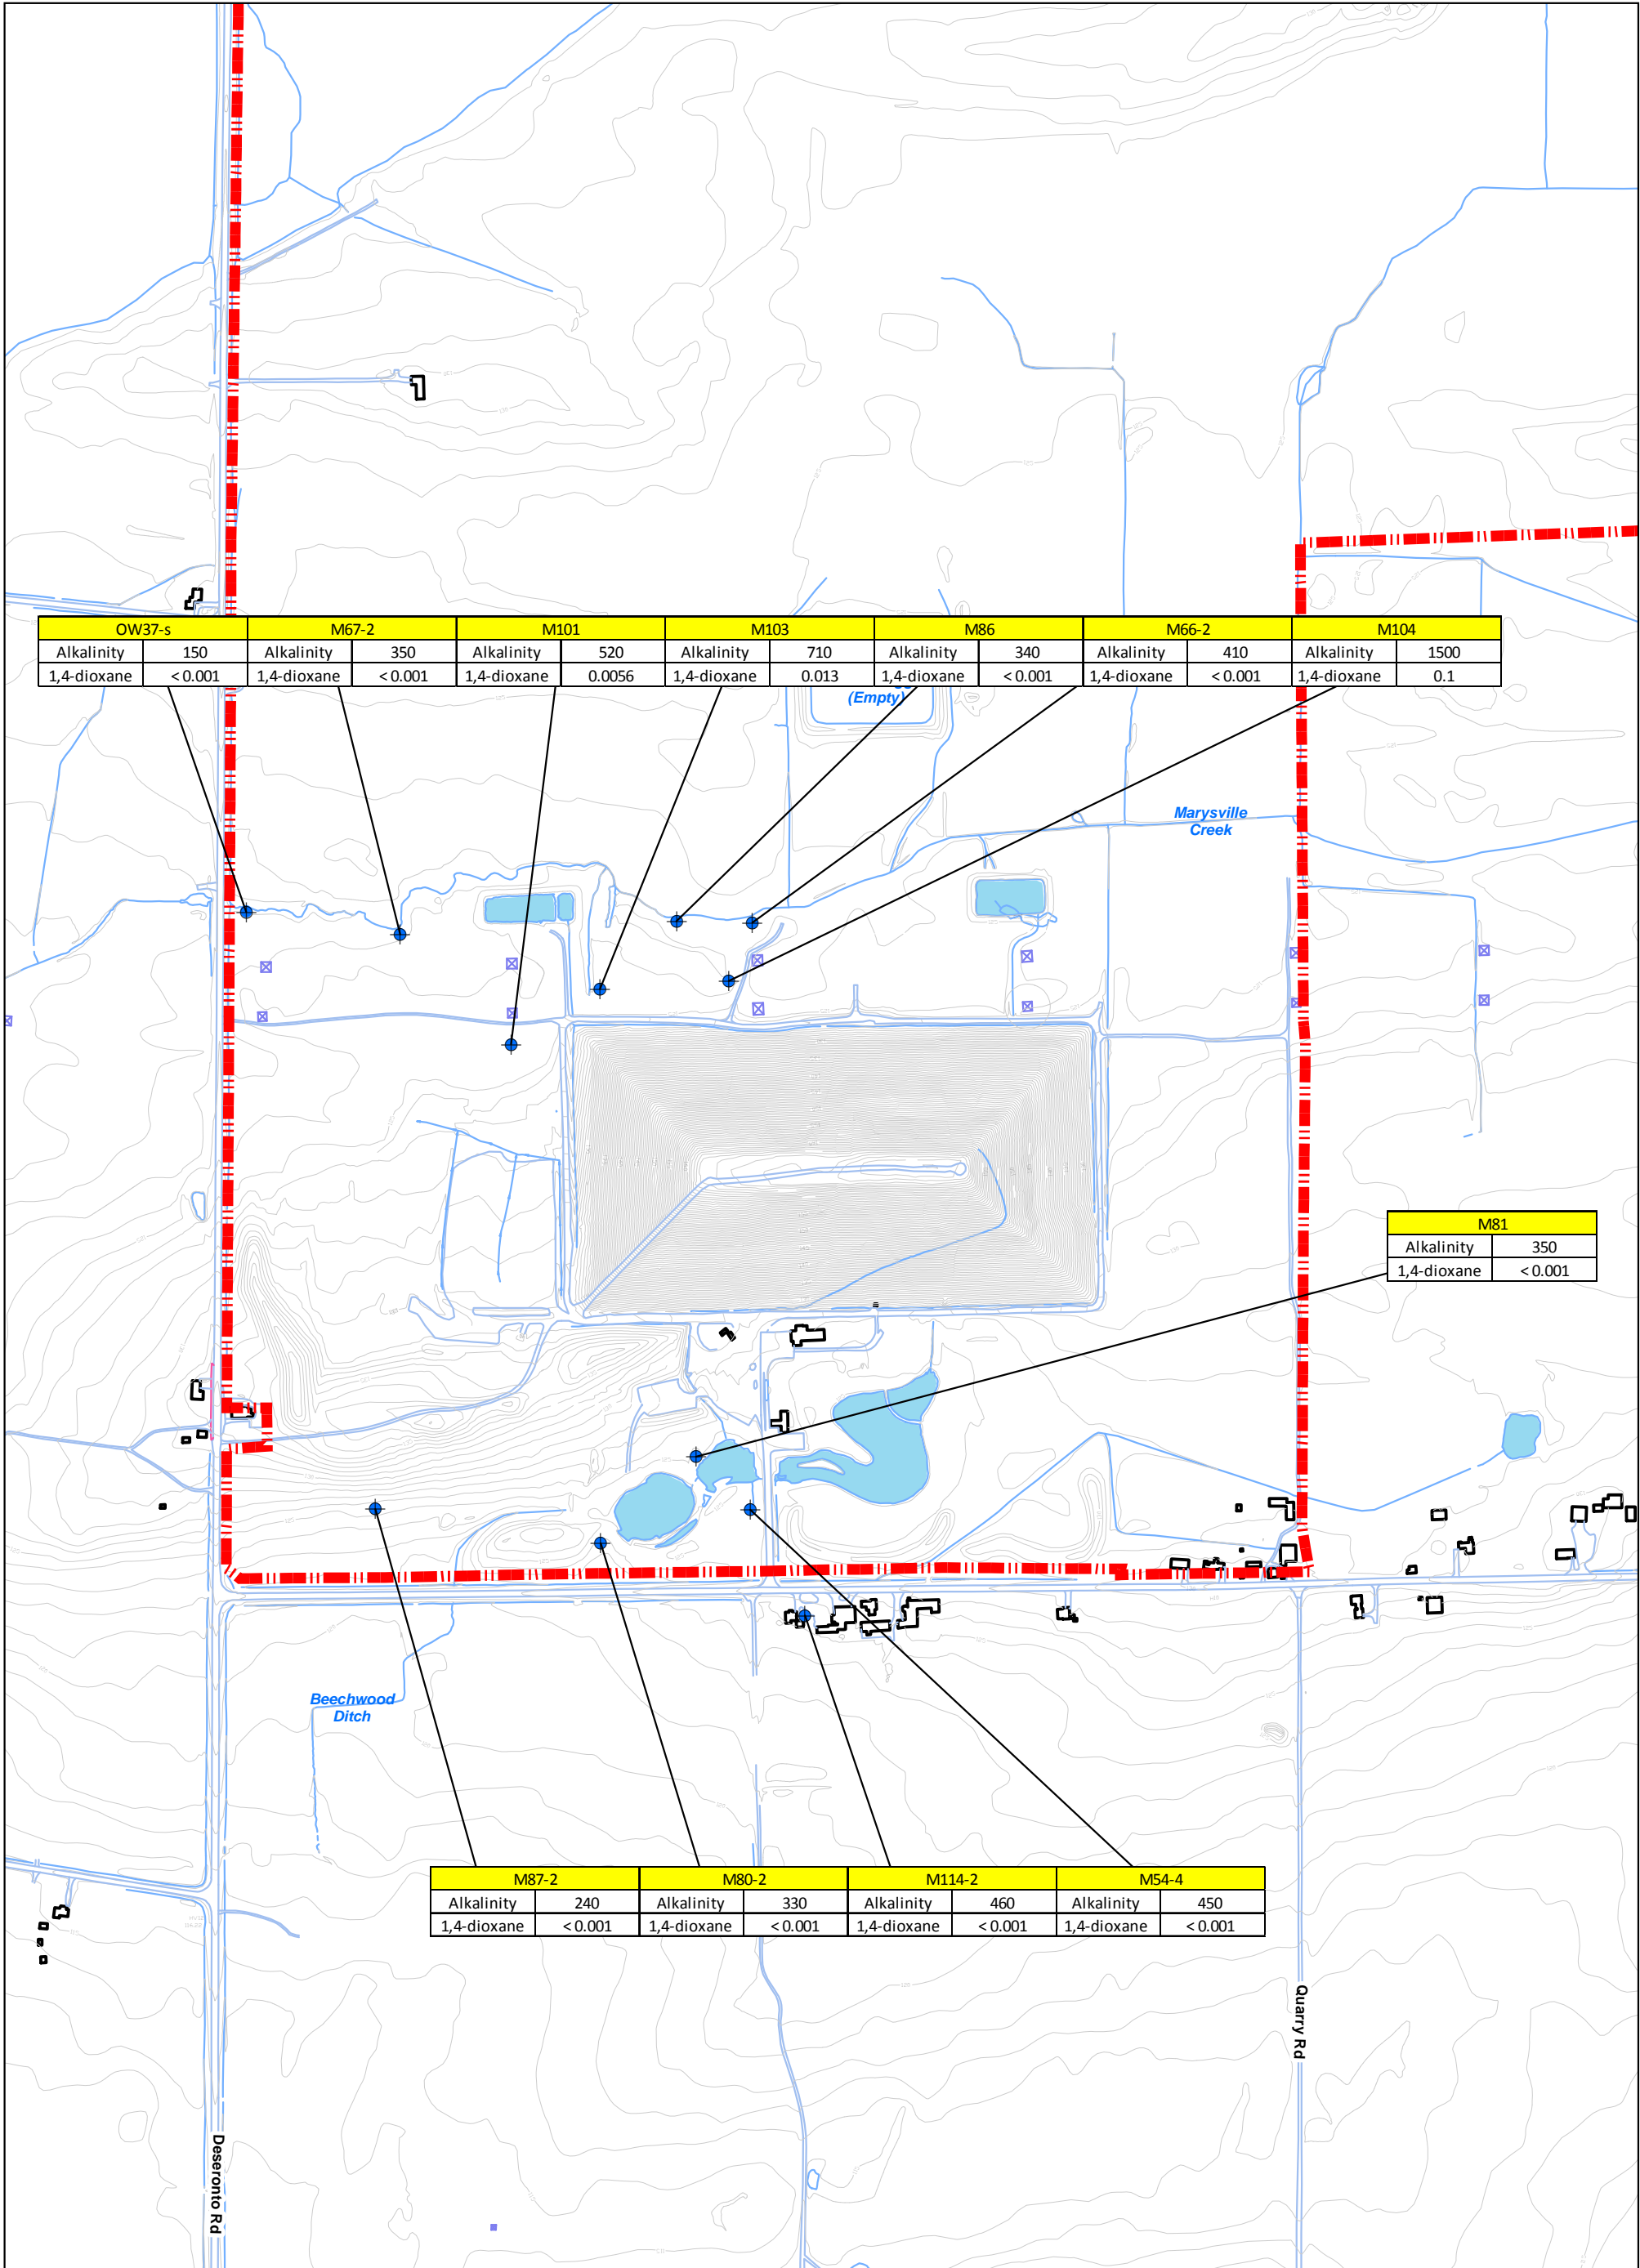 OW37-s M67-2 M101 M103 M86 M66-2 M104
Alkalinity 150 Alkalinity 350 Alkalinity 520 Alkalinity 710 Alkalinity 340 Alkalinity 410 Alkalinity 1500
1,4-dioxane < 0.001 1,4-dioxane < 0.001 1,4-dioxane 0.0056 1,4-dioxane 0.013 1,4-dioxane < 0.001 1,4-dioxane < 0.001 1,4-dioxane 0.1
(Empty)
Marysville
Creek
M81
Alkalinity 350
1,4-dioxane < 0.001
Beechwood
Ditch
M87-2 M80-2 M114-2 M54-4
Alkalinity 240 Alkalinity 330 Alkalinity 460 Alkalinity 450
1,4-dioxane < 0.001 1,4-dioxane < 0.001 1,4-dioxane < 0.001 1,4-dioxane < 0.001
Quarry Rd
Deseronto Rd